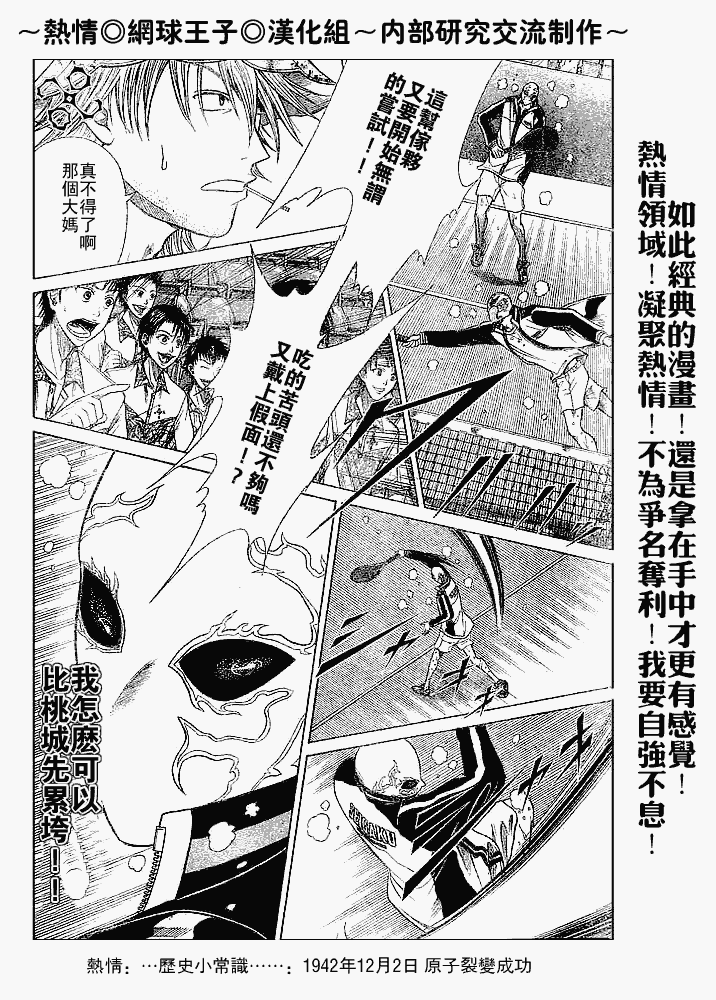 ～熱情◎網球王子◎漢化組～内部研究交流制作～
如此經典的漫畫！還是拿在手中才更有感覺！
熱情領域！凝聚熱情！不為爭名奪利！我要自強不息！
這幫傢夥
又要開始無謂
的嘗試！！
真不得了啊
那個大媽
吃的苦頭還不夠嗎
又戴上假面！？
我怎麽可以
比桃城先累垮！！
SEIGAKU
熱情：…歷史小常識……：1942年12月2日 原子裂變成功